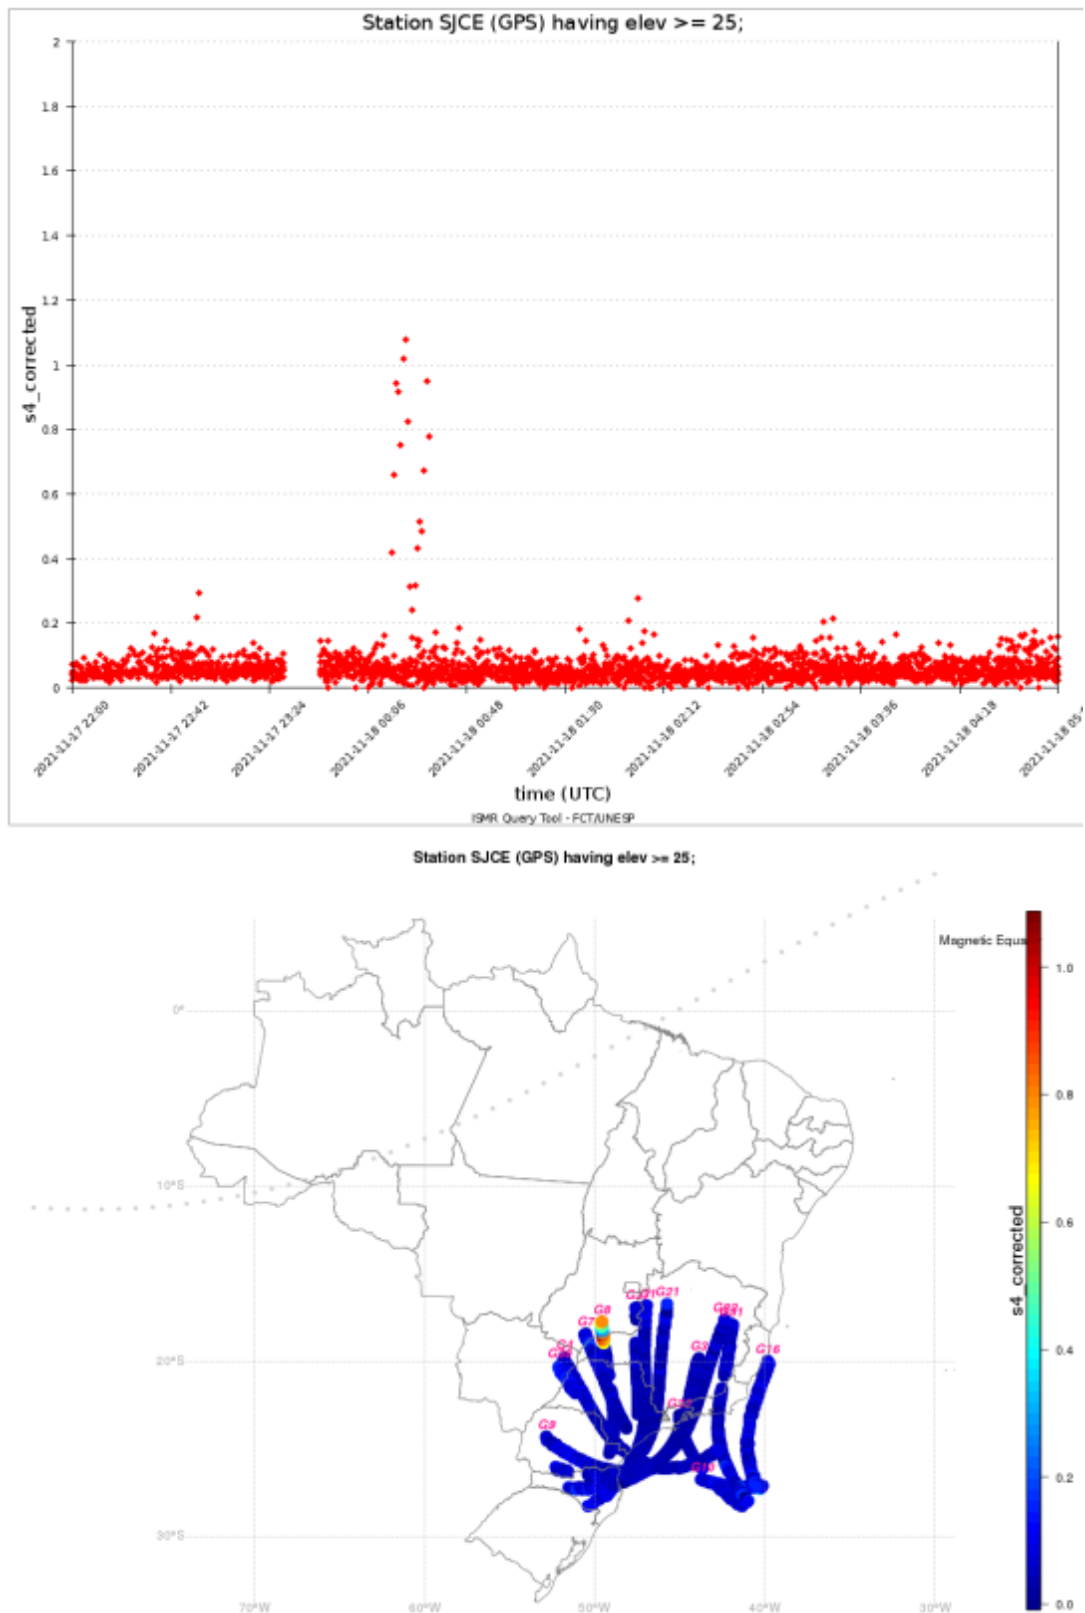 Station SJCE (GPS) having elev >= 25;
2
1.8
1.6
1.4
1.2
1
0.8
0.6
0.4
0.2
0
s4_corrected
2021-11-17 22:00
2021-11-17 22:42
2021-11-17 23:24
2021-11-18 00:06
2021-11-18 00:48
2021-11-18 01:30
2021-11-18 02:12
2021-11-18 02:54
2021-11-18 03:36
2021-11-18 04:18
time (UTC)
ISMR Query Tool - FCT/UNESP
Station SJCE (GPS) having elev >= 25;
Magnetic Equa
1.0
0.8
0.6
0.4
0.2
0.0
s4_corrected
0°
10°S
20°S
30°S
G21
G8
G7
G16
G9
70°W
60°W
50°W
40°W
30°W